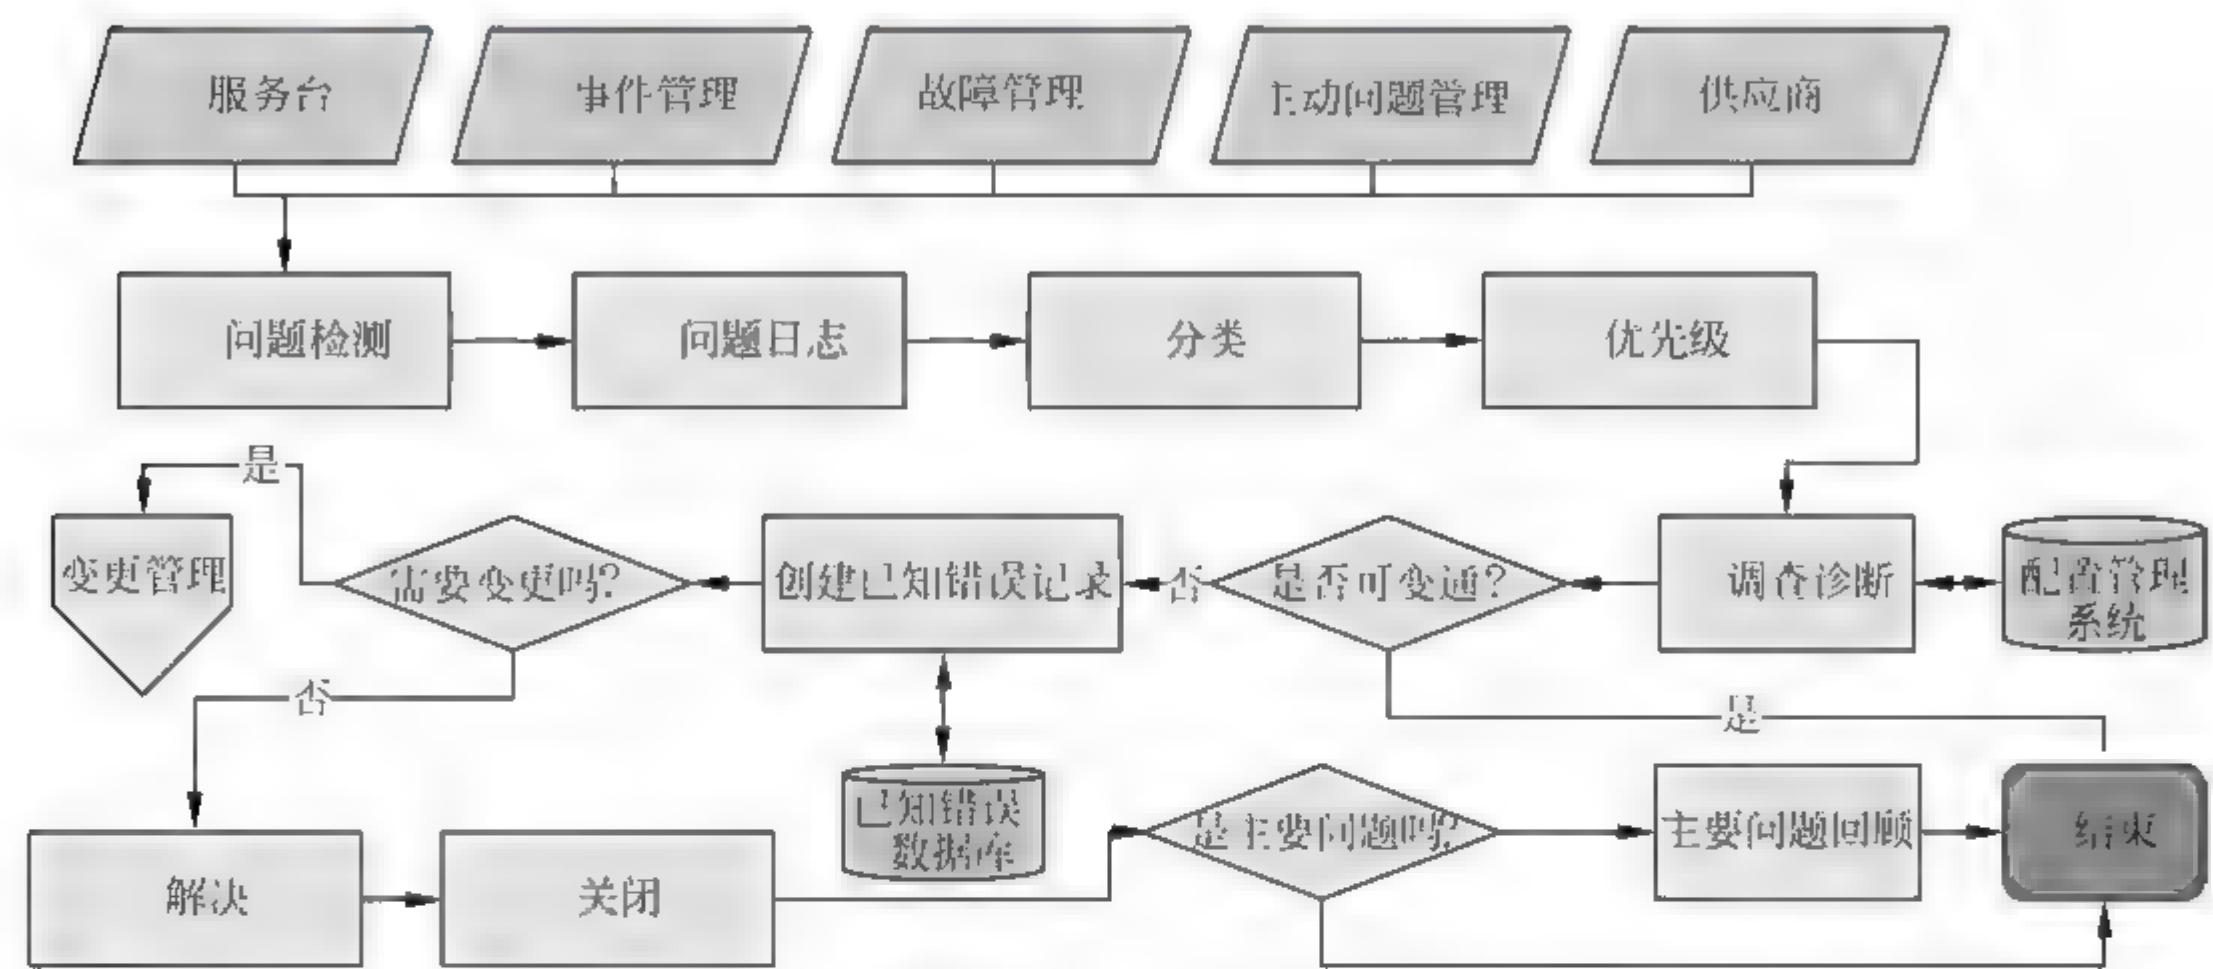 服务台
事件管理
故障管理
主动问题管理
供应商
问题检测
问题日志
分类
优先级
是
变更管理
需要变更吗?
创建已知错误记录
否
是否可变通?
调查诊断
配置管理
系统
否
是
已知错误
数据库
是主要问题吗?
主要问题回顾
结束
解决
关闭